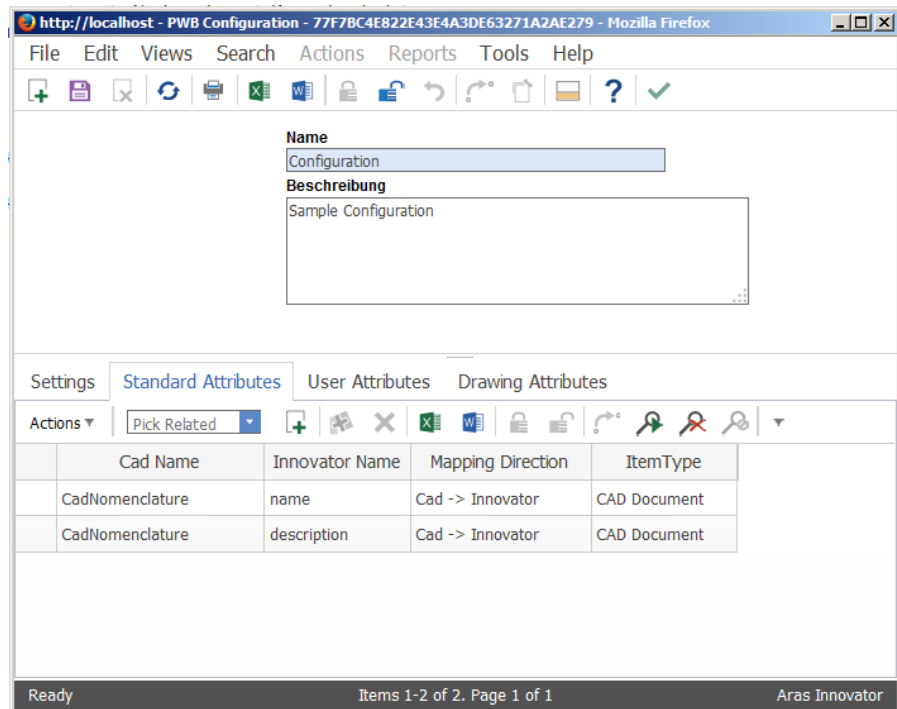 http://localhost - PWB Configuration - 77F7BC4E822E43E4A3DE63271A2AE279 - Mozilla Firefox
File Edit Views Search Actions Reports Tools Help
Name
Configuration
Beschreibung
Sample Configuration
Settings Standard Attributes User Attributes Drawing Attributes
Actions Pick Related
Cad Name Innovator Name Mapping Direction ItemType
CadNomenclature name Cad -> Innovator CAD Document
CadNomenclature description Cad -> Innovator CAD Document
Ready Items 1-2 of 2. Page 1 of 1 Aras Innovator